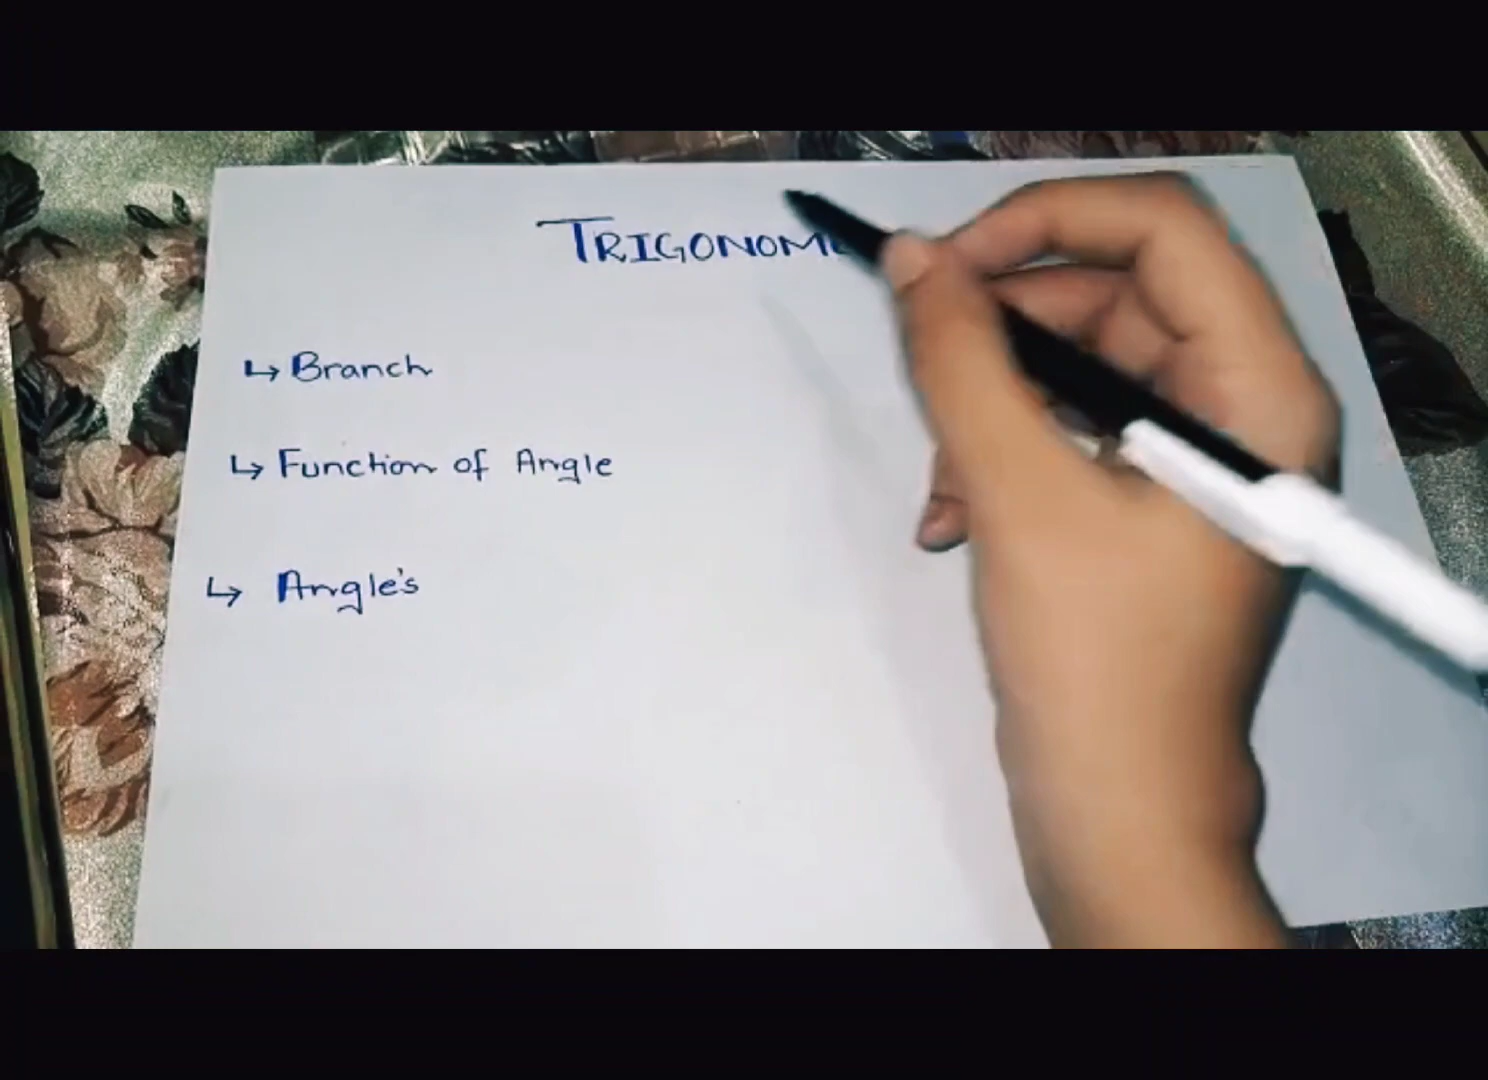 TRIGONOM
↳ Branch
↳ Function of Angle
↳ Angle's